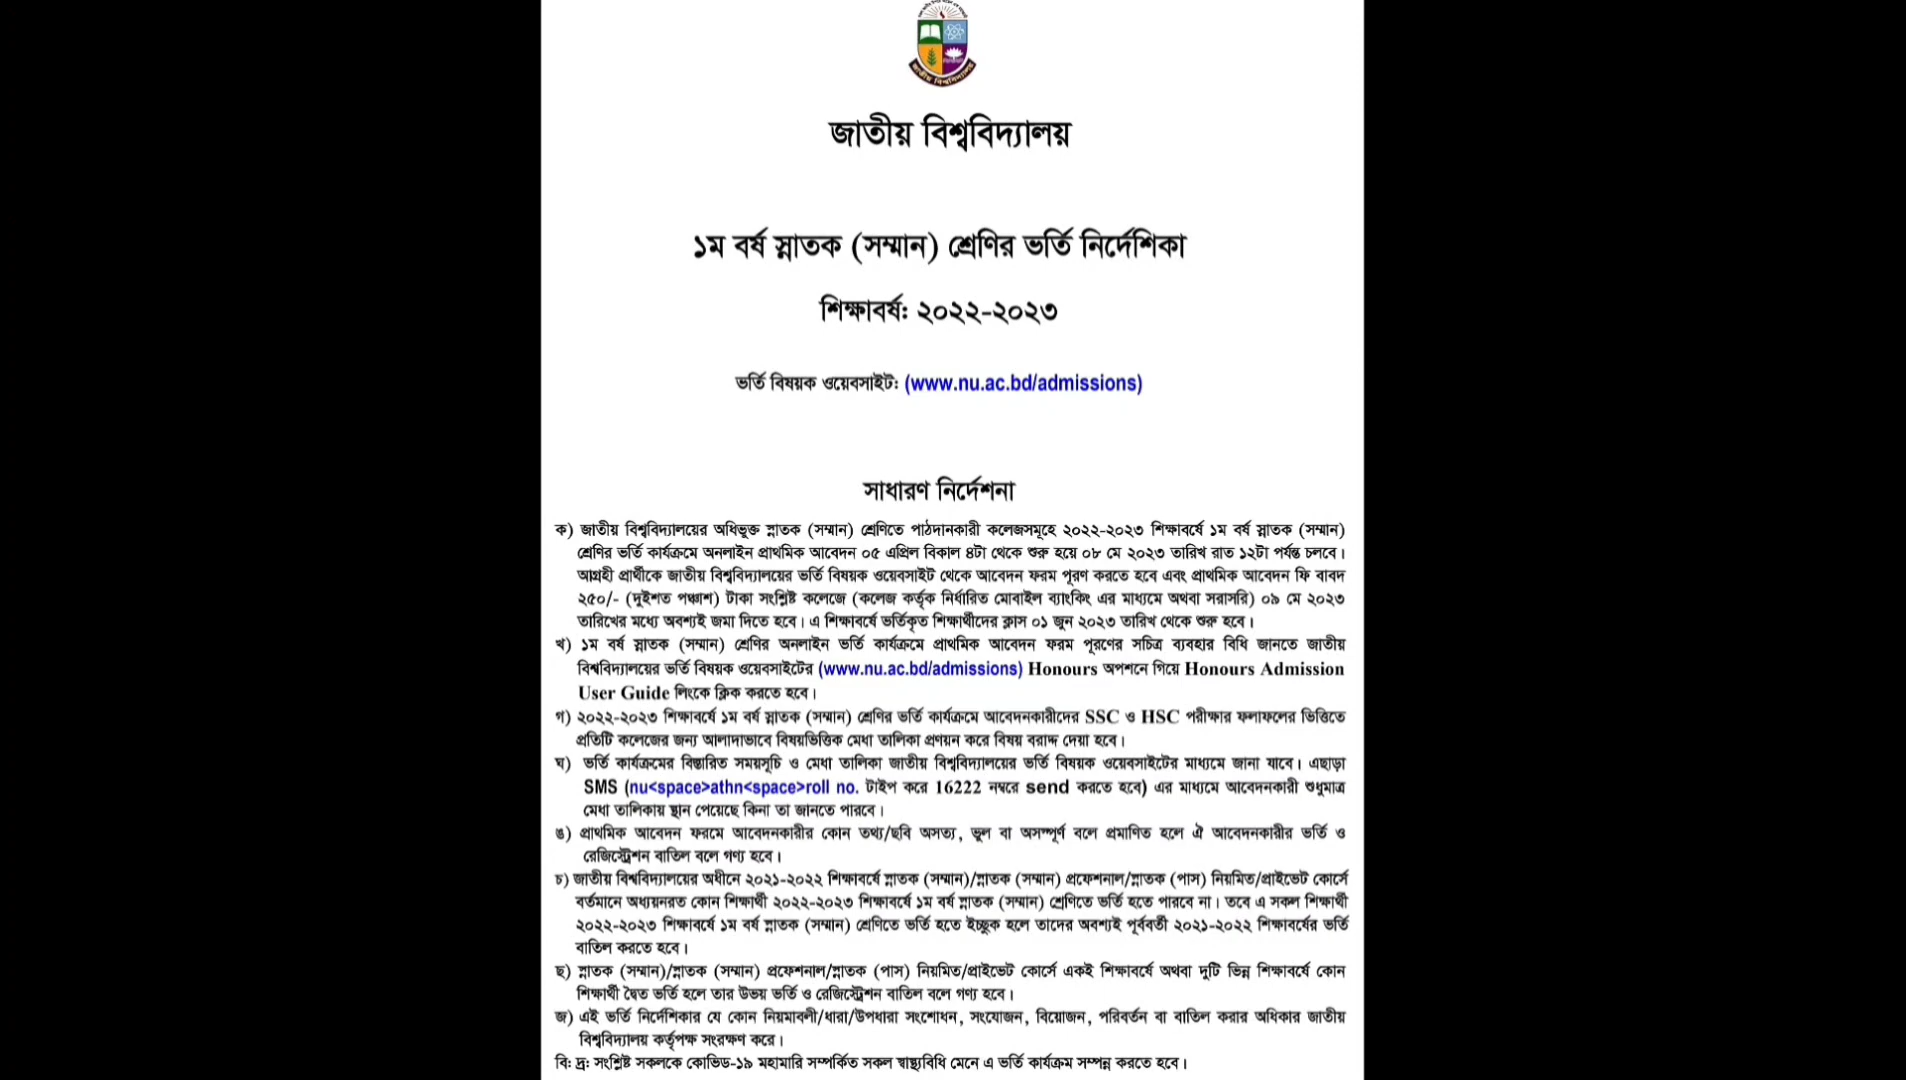 জাতীয় বিশ্ববিদ্যালয়
জাতীয় বিশ্ববিদ্যালয়
১ম বর্ষ স্নাতক (সম্মান) শ্রেণির ভর্তি নির্দেশিকা
শিক্ষাবর্ষ: ২০২২-২০২৩
ভর্তি বিষয়ক ওয়েবসাইট: (www.nu.ac.bd/admissions)
সাধারণ নির্দেশনা
ক) জাতীয় বিশ্ববিদ্যালয়ের অধিভুক্ত স্নাতক (সম্মান) শ্রেণিতে পাঠদানকারী কলেজসমূহে ২০২২-২০২৩ শিক্ষাবর্ষে ১ম বর্ষ স্নাতক (সম্মান)
শ্রেণির ভর্তি কার্যক্রমে অনলাইন প্রাথমিক আবেদন ০৫ এপ্রিল বিকাল ৪টা থেকে শুরু হয়ে ০৮ মে ২০২৩ তারিখ রাত ১২টা পর্যন্ত চলবে।
আগ্রহী প্রার্থীকে জাতীয় বিশ্ববিদ্যালয়ের ভর্তি বিষয়ক ওয়েবসাইট থেকে আবেদন ফরম পূরণ করতে হবে এবং প্রাথমিক আবেদন ফি বাবদ
২৫০/- (দুইশত পঞ্চাশ) টাকা সংশ্লিষ্ট কলেজে (কলেজ কর্তৃক নির্ধারিত মোবাইল ব্যাংকিং এর মাধ্যমে অথবা সরাসরি) ০৯ মে ২০২৩
তারিখের মধ্যে অবশ্যই জমা দিতে হবে। এ শিক্ষাবর্ষে ভর্তিকৃত শিক্ষার্থীদের ক্লাস ০১ জুন ২০২৩ তারিখ থেকে শুরু হবে।
খ) ১ম বর্ষ স্নাতক (সম্মান) শ্রেণির অনলাইন ভর্তি কার্যক্রমে প্রাথমিক আবেদন ফরম পূরণের সচিত্র ব্যবহার বিধি জানতে জাতীয়
বিশ্ববিদ্যালয়ের ভর্তি বিষয়ক ওয়েবসাইটের (www.nu.ac.bd/admissions) Honours অপশনে গিয়ে Honours Admission
User Guide লিংকে ক্লিক করতে হবে।
গ) ২০২২-২০২৩ শিক্ষাবর্ষে ১ম বর্ষ স্নাতক (সম্মান) শ্রেণির ভর্তি কার্যক্রমে আবেদনকারীদের SSC ও HSC পরীক্ষার ফলাফলের ভিত্তিতে
প্রতিটি কলেজের জন্য আলাদাভাবে বিষয়ভিত্তিক মেধা তালিকা প্রণয়ন করে বিষয় বরাদ্দ দেয়া হবে।
ঘ) ভর্তি কার্যক্রমের বিস্তারিত সময়সূচি ও মেধা তালিকা জাতীয় বিশ্ববিদ্যালয়ের ভর্তি বিষয়ক ওয়েবসাইটের মাধ্যমে জানা যাবে। এছাড়া
SMS (nu<space>athn<space>roll no. টাইপ করে 16222 নম্বরে send করতে হবে) এর মাধ্যমে আবেদনকারী শুধুমাত্র
মেধা তালিকায় স্থান পেয়েছে কিনা তা জানতে পারবে।
ঙ) প্রাথমিক আবেদন ফরমে আবেদনকারীর কোন তথ্য/ছবি অসত্য, ভুল বা অসম্পূর্ণ বলে প্রমাণিত হলে ঐ আবেদনকারীর ভর্তি ও
রেজিস্ট্রেশন বাতিল বলে গণ্য হবে।
চ) জাতীয় বিশ্ববিদ্যালয়ের অধীনে ২০২১-২০২২ শিক্ষাবর্ষে স্নাতক (সম্মান)/স্নাতক (সম্মান) প্রফেশনাল/স্নাতক (পাস) নিয়মিত/প্রাইভেট কোর্সে
বর্তমানে অধ্যয়নরত কোন শিক্ষার্থী ২০২২-২০২৩ শিক্ষাবর্ষে ১ম বর্ষ স্নাতক (সম্মান) শ্রেণিতে ভর্তি হতে পারবে না। তবে এ সকল শিক্ষার্থী
২০২২-২০২৩ শিক্ষাবর্ষে ১ম বর্ষ স্নাতক (সম্মান) শ্রেণিতে ভর্তি হতে ইচ্ছুক হলে তাদের অবশ্যই পূর্ববর্তী ২০২১-২০২২ শিক্ষাবর্ষের ভর্তি
বাতিল করতে হবে।
ছ) স্নাতক (সম্মান)/স্নাতক (সম্মান) প্রফেশনাল/স্নাতক (পাস) নিয়মিত/প্রাইভেট কোর্সে একই শিক্ষাবর্ষে অথবা দুটি ভিন্ন শিক্ষাবর্ষে কোন
শিক্ষার্থী দ্বৈত ভর্তি হলে তার উভয় ভর্তি ও রেজিস্ট্রেশন বাতিল বলে গণ্য হবে।
জ) এই ভর্তি নির্দেশিকার যে কোন নিয়মাবলী/ধারা/উপধারা সংশোধন, সংযোজন, বিয়োজন, পরিবর্তন বা বাতিল করার অধিকার জাতীয়
বিশ্ববিদ্যালয় কর্তৃপক্ষ সংরক্ষণ করে।
বি: দ্র: সংশ্লিষ্ট সকলকে কোভিড-১৯ মহামারি সম্পর্কিত সকল স্বাস্থ্যবিধি মেনে এ ভর্তি কার্যক্রম সম্পন্ন করতে হবে।